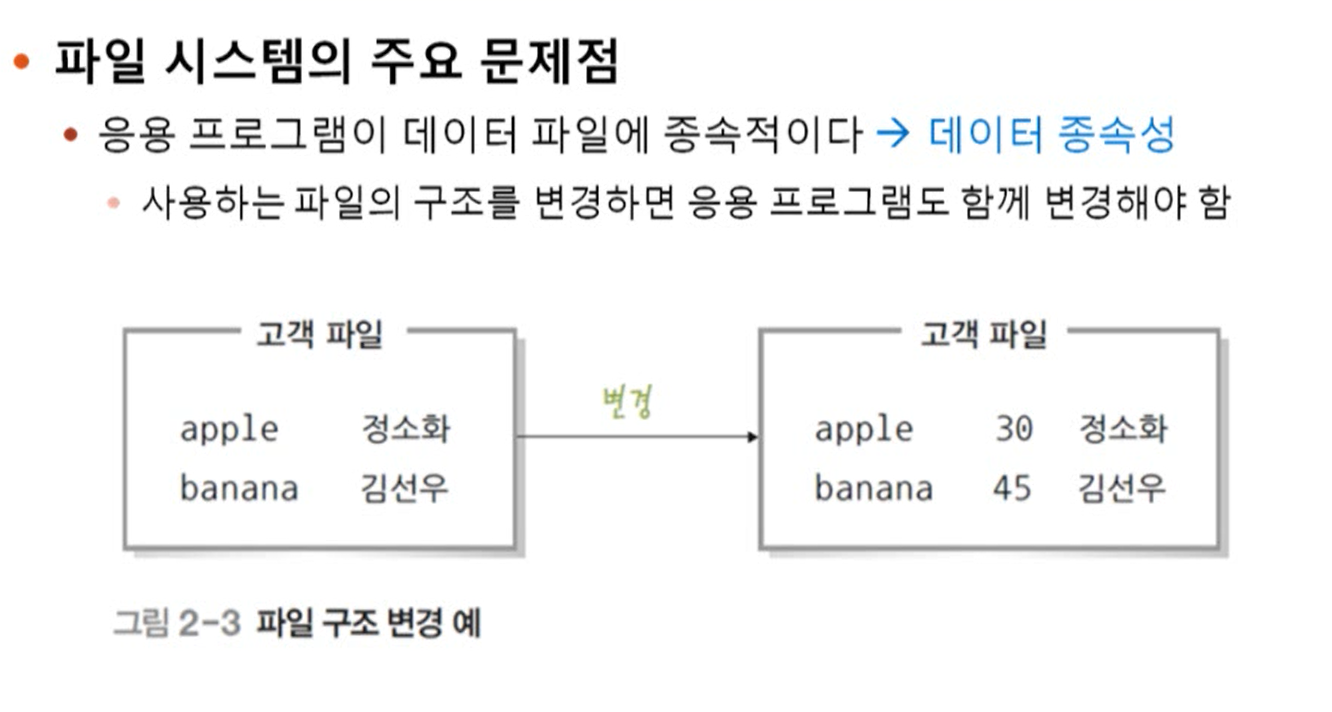 파일 시스템의 주요 문제점
응용 프로그램이 데이터 파일에 종속적이다 → 데이터 종속성
사용하는 파일의 구조를 변경하면 응용 프로그램도 함께 변경해야 함
고객 파일
apple 정소화
banana 김선우
변경
고객 파일
apple 30 정소화
banana 45 김선우
그림 2-3 파일 구조 변경 예